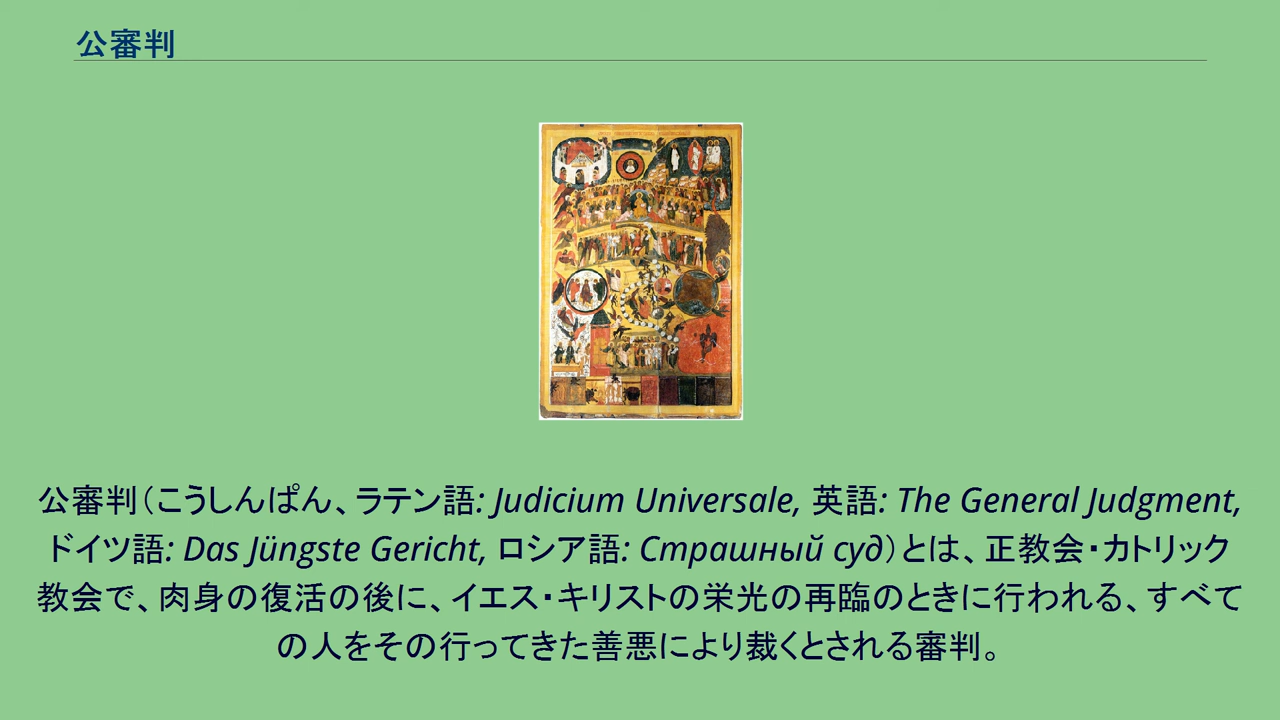 公審判
公審判（こうしんぱん、ラテン語: Judicium Universale, 英語: The General Judgment,
ドイツ語: Das Jüngste Gericht, ロシア語: Страшный суд）とは、正教会・カトリック
教会で、肉身の復活の後に、イエス・キリストの栄光の再臨のときに行われる、すべて
の人をその行ってきた善悪により裁くとされる審判。